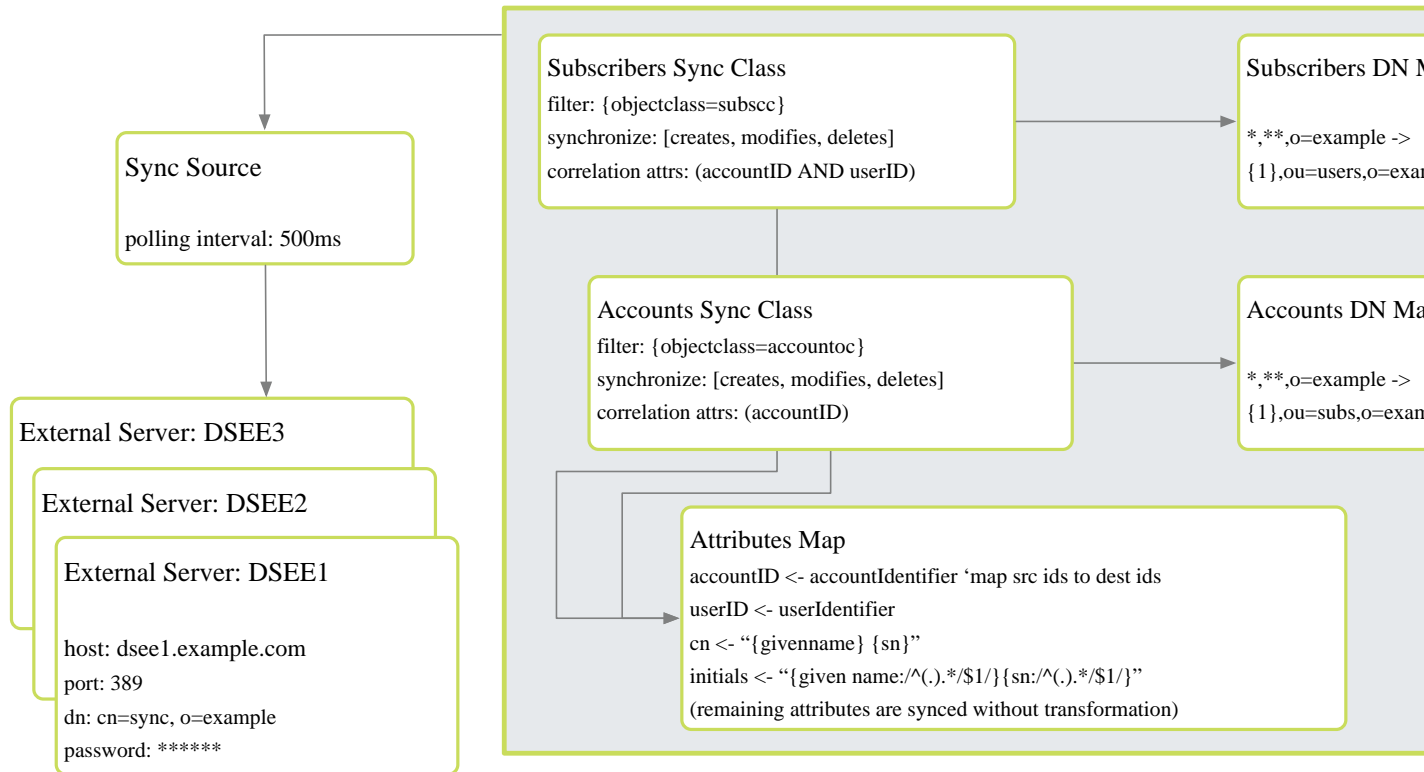 Sync Source
polling interval: 500ms
External Server: DSEE3
External Server: DSEE2
External Server: DSEE1
host: dsee1.example.com
port: 389
dn: cn=sync, o=example
password: ******
Subscribers Sync Class
filter: {objectclass=subscc}
synchronize: [creates, modifies, deletes]
correlation attrs: (accountID AND userID)
Subscribers DN
*,**,o=example ->
{1},ou=users,o=exa
Accounts Sync Class
filter: {objectclass=accountoc}
synchronize: [creates, modifies, deletes]
correlation attrs: (accountID)
Accounts DN Ma
*,**,o=example ->
{1},ou=subs,o=exam
Attributes Map
accountID <- accountIdentifier ‘map src ids to dest ids
userID <- userIdentifier
cn <- “{givenname} {sn}”
initials <- “{given name:/^(.).*/$1/}{sn:/^(.).*/$1/}”
(remaining attributes are synced without transformation)